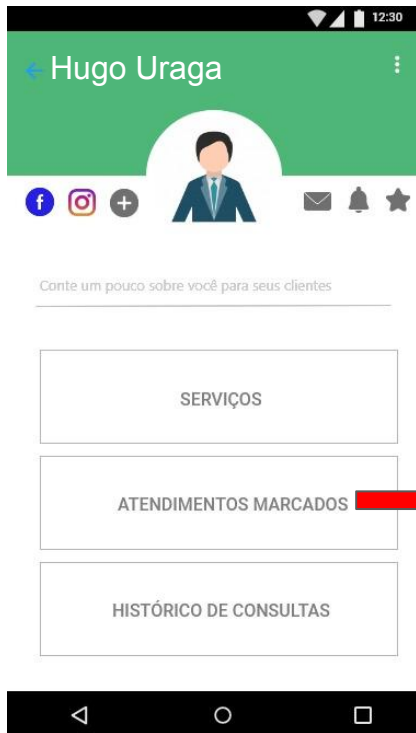 12:30
Hugo Uraga
Conte um pouco sobre você para seus clientes
SERVIÇOS
ATENDIMENTOS MARCADOS
HISTÓRICO DE CONSULTAS